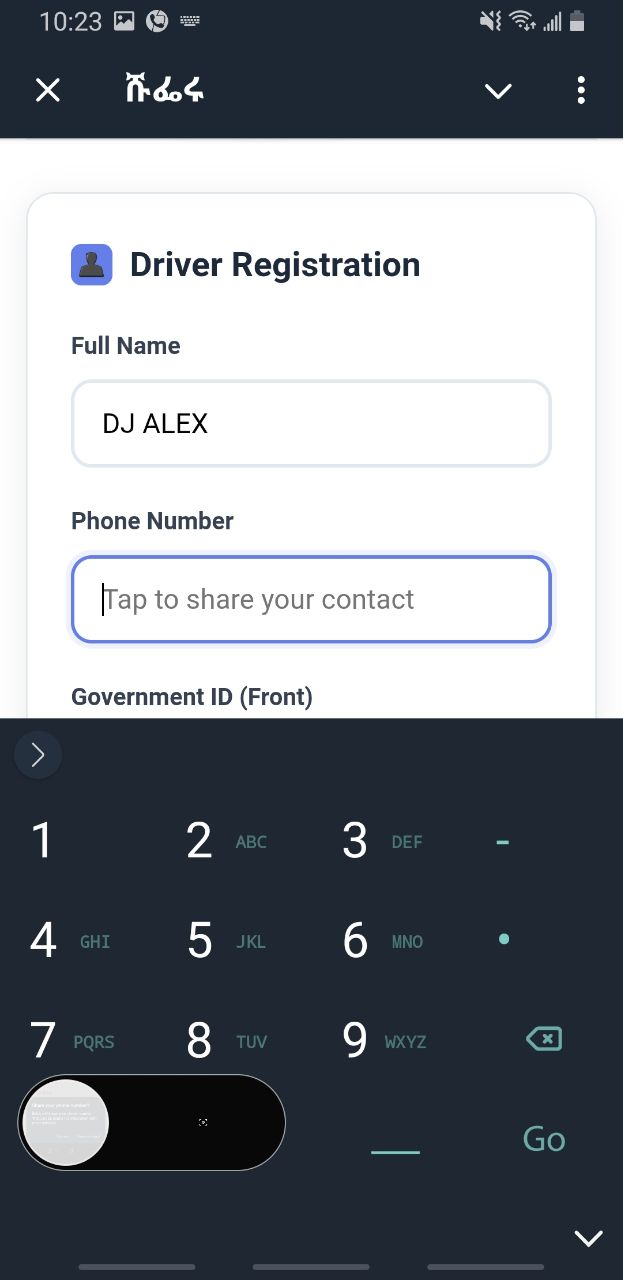 10:23
ሹፌሩ
Driver Registration
Full Name
DJ ALEX
Phone Number
Tap to share your contact
Government ID (Front)
1 2 ABC 3 DEF -
4 GHI 5 JKL 6 MNO .
7 PQRS 8 TUV 9 WXYZ
Go